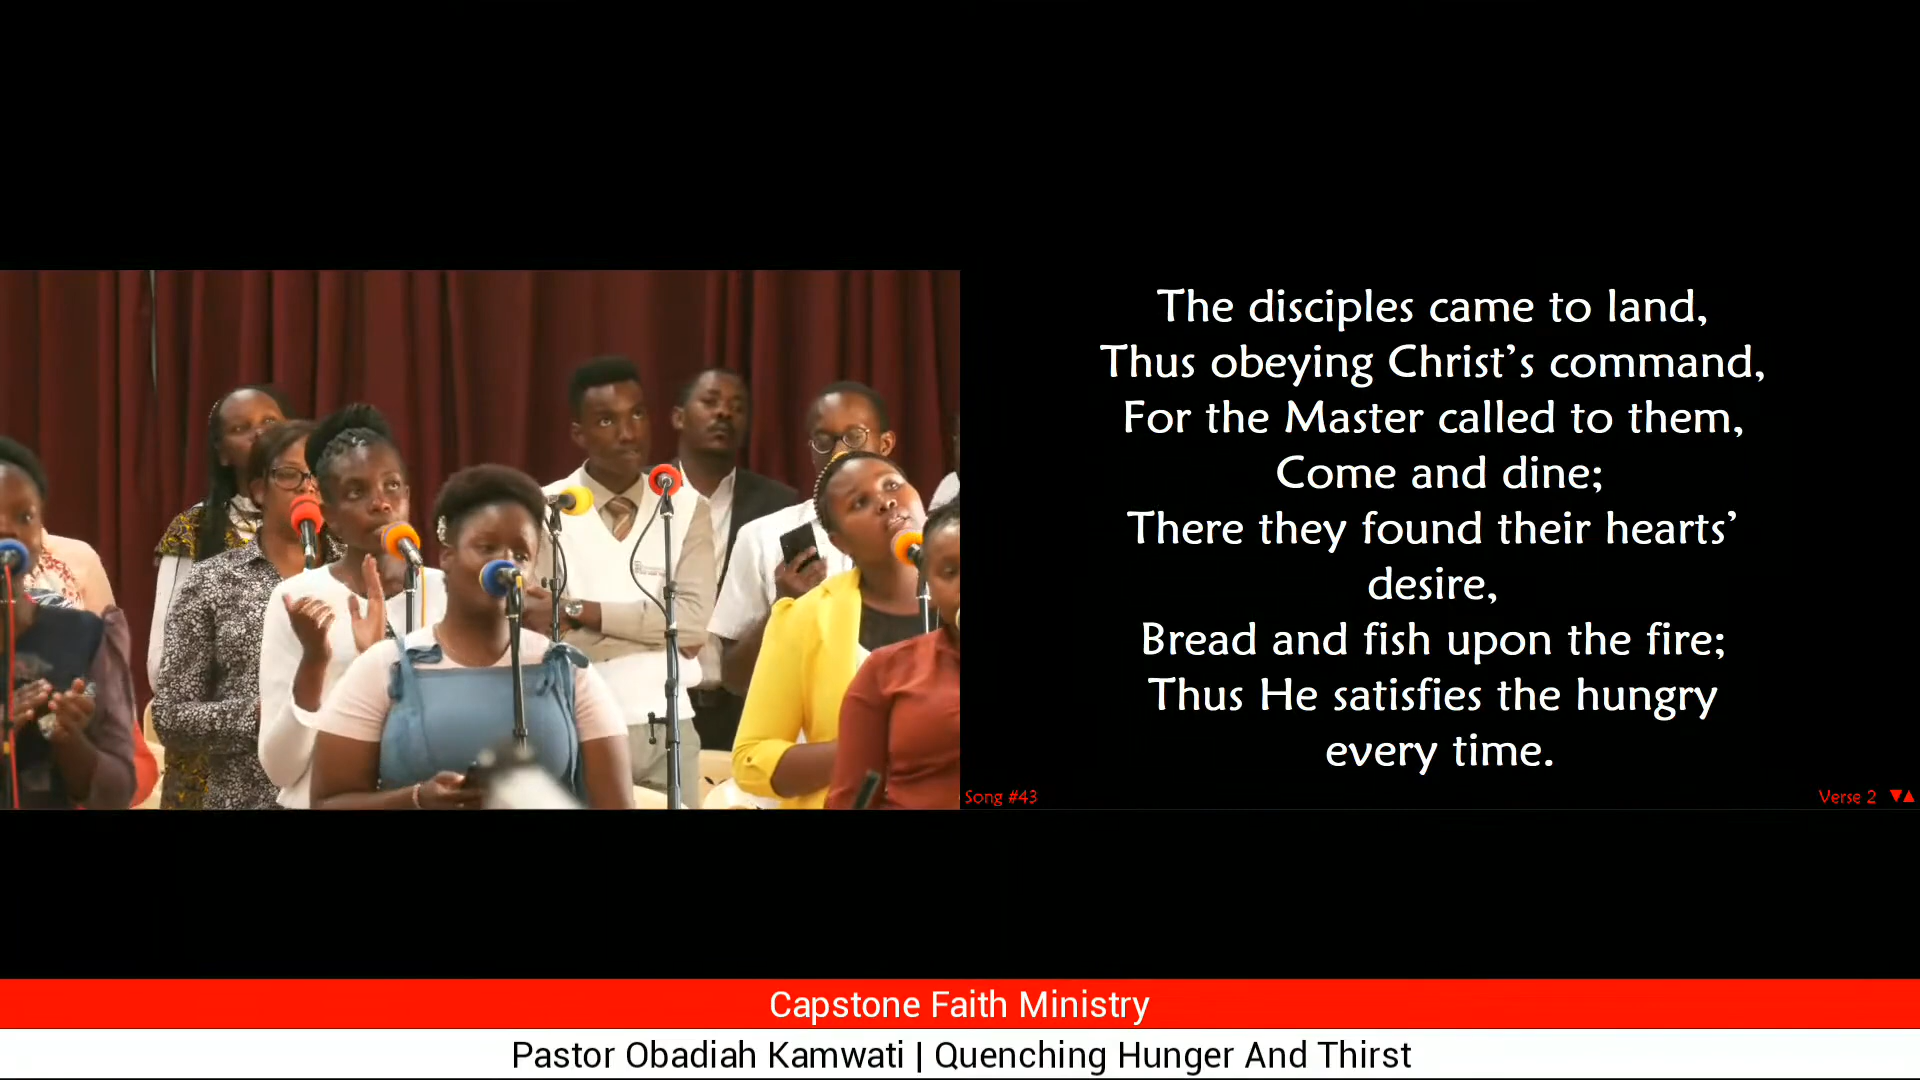 The disciples came to land,
Thus obeying Christ’s command,
For the Master called to them,
Come and dine;
There they found their hearts’
desire,
Bread and fish upon the fire;
Thus He satisfies the hungry
every time.
Song #43
Verse 2 ▼▲
Capstone Faith Ministry
Pastor Obadiah Kamwati | Quenching Hunger And Thirst